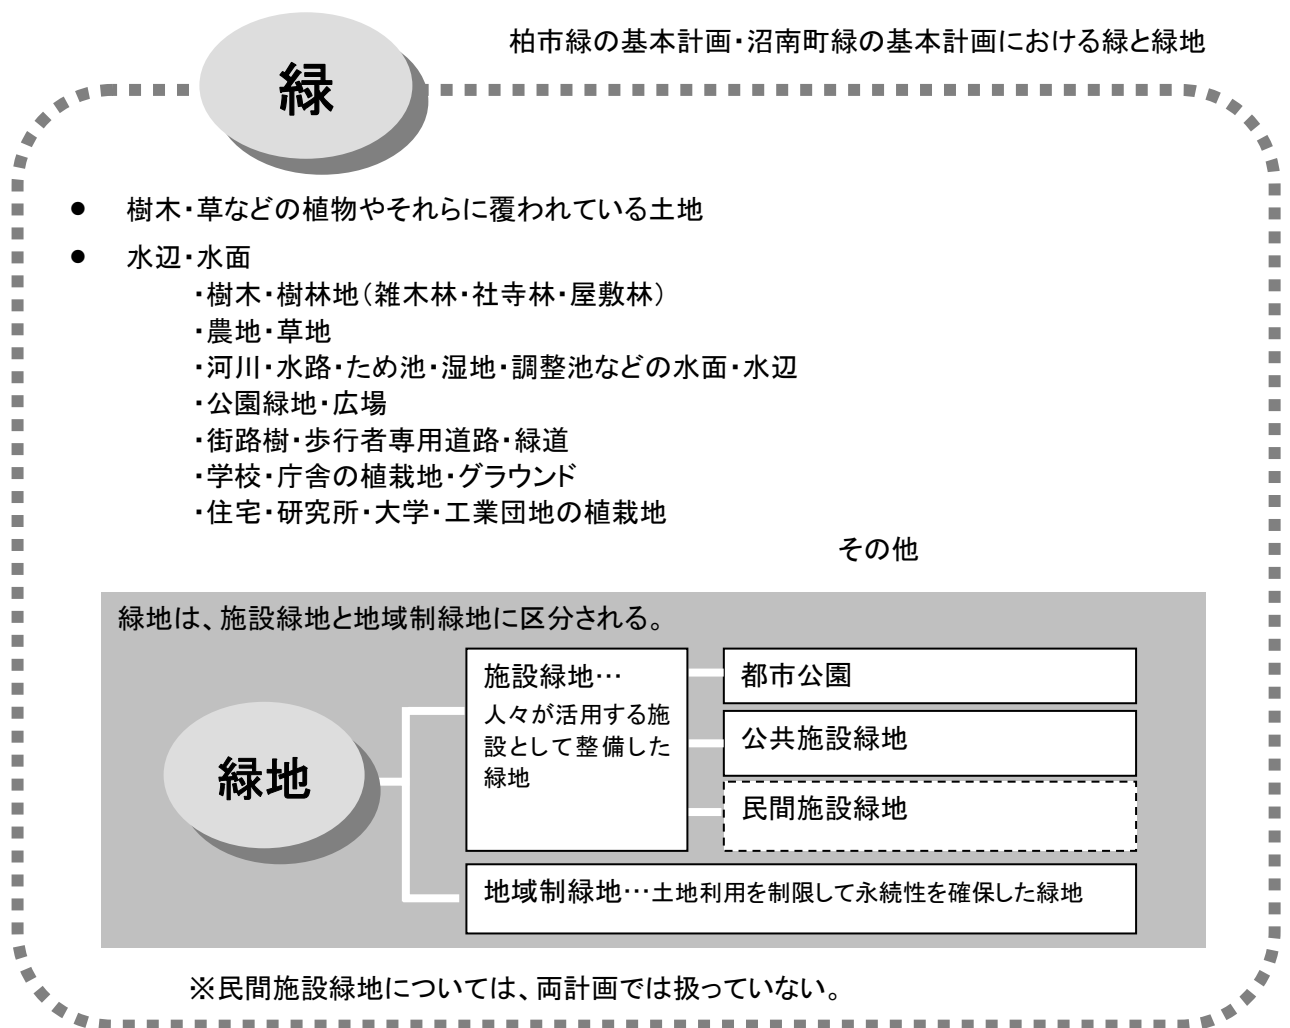 柏市緑の基本計画・沼南町緑の基本計画における緑と緑地
緑
● 樹木・草などの植物やそれらに覆われている土地
● 水辺・水面
・樹木・樹林地（雑木林・社寺林・屋敷林）
・農地・草地
・河川・水路・ため池・湿地・調整池などの水面・水辺
・公園緑地・広場
・街路樹・歩行者専用道路・緑道
・学校・庁舎の植栽地・グラウンド
・住宅・研究所・大学・工業団地の植栽地
その他
緑地は、施設緑地と地域制緑地に区分される。
緑地
施設緑地…
人々が活用する施
設として整備した
緑地
都市公園
公共施設緑地
民間施設緑地
地域制緑地…土地利用を制限して永続性を確保した緑地
※民間施設緑地については、両計画では扱っていない。